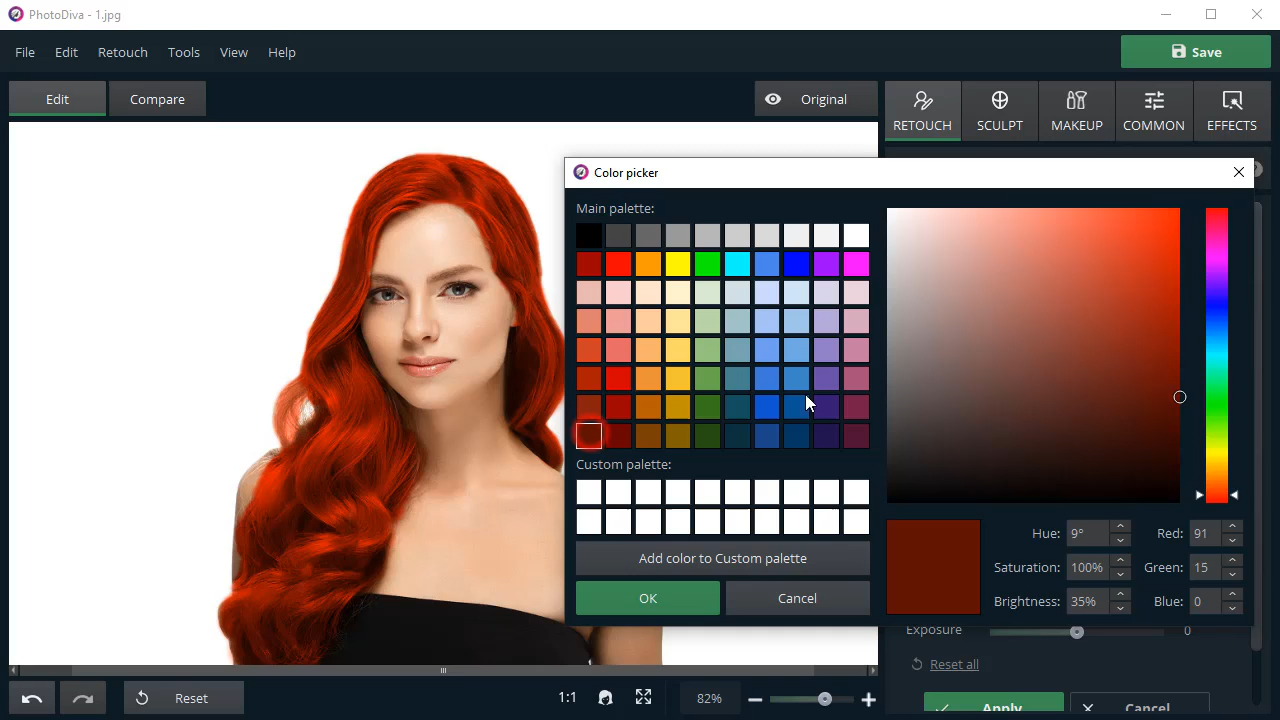 PhotoDiva - 1.jpg
File Edit Retouch Tools View Help
Save
Edit Compare Original
RETOUCH SCULPT MAKEUP COMMON EFFECTS
Color picker
Main palette:
Custom palette:
Add color to Custom palette
OK Cancel
Hue: 9° Red: 91
Saturation: 100% Green: 15
Brightness: 35% Blue: 0
Exposure 0
Reset all
Apply Cancel
Reset 1:1 82%